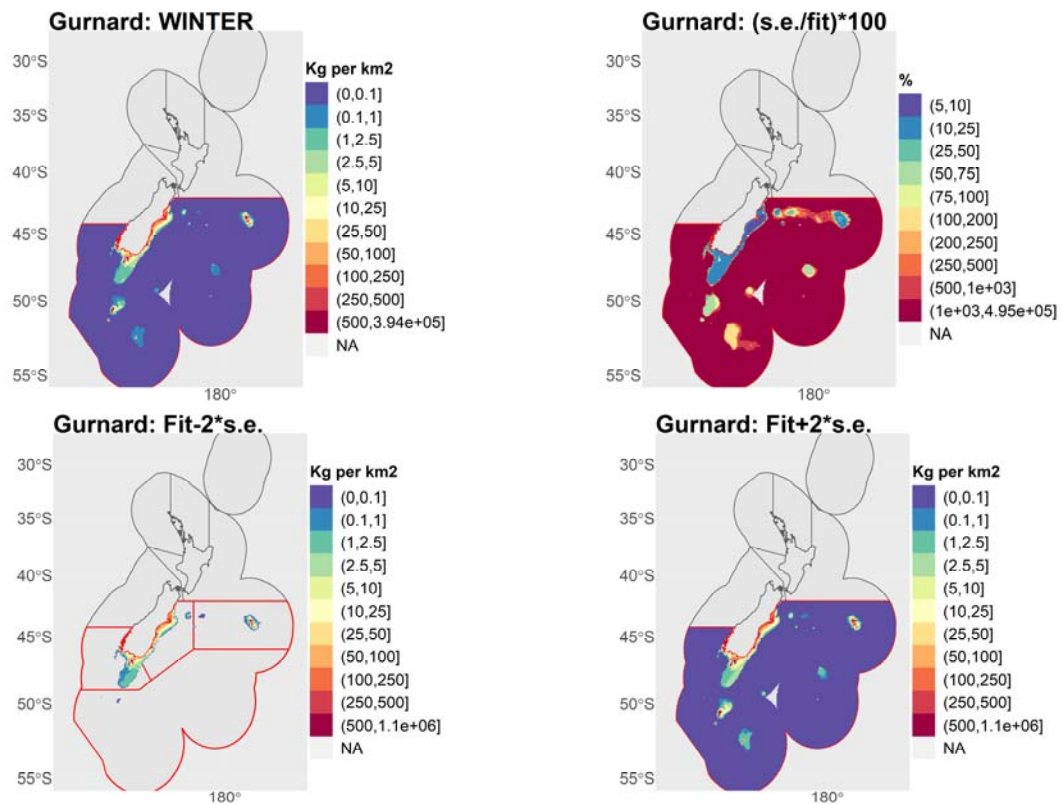 Gurnard: WINTER
30°S
35°S
40°S
45°S
50°S
55°S
180°
Kg per km2
(0,0.1]
(0.1,1]
(1,2.5]
(2.5,5]
(5,10]
(10,25]
(25,50]
(50,100]
(100,250]
(250,500]
(500,3.94e+05]
NA
Gurnard: (s.e./fit)*100
30°S
35°S
40°S
45°S
50°S
55°S
180°
%
(5,10]
(10,25]
(25,50]
(50,75]
(75,100]
(100,200]
(200,250]
(250,500]
(500,1e+03]
(1e+03,4.95e+05]
NA
Gurnard: Fit-2*s.e.
30°S
35°S
40°S
45°S
50°S
55°S
180°
Kg per km2
(0,0.1]
(0.1,1]
(1,2.5]
(2.5,5]
(5,10]
(10,25]
(25,50]
(50,100]
(100,250]
(250,500]
(500,1.1e+06]
NA
Gurnard: Fit+2*s.e.
30°S
35°S
40°S
45°S
50°S
55°S
180°
Kg per km2
(0,0.1]
(0.1,1]
(1,2.5]
(2.5,5]
(5,10]
(10,25]
(25,50]
(50,100]
(100,250]
(250,500]
(500,1.1e+06]
NA